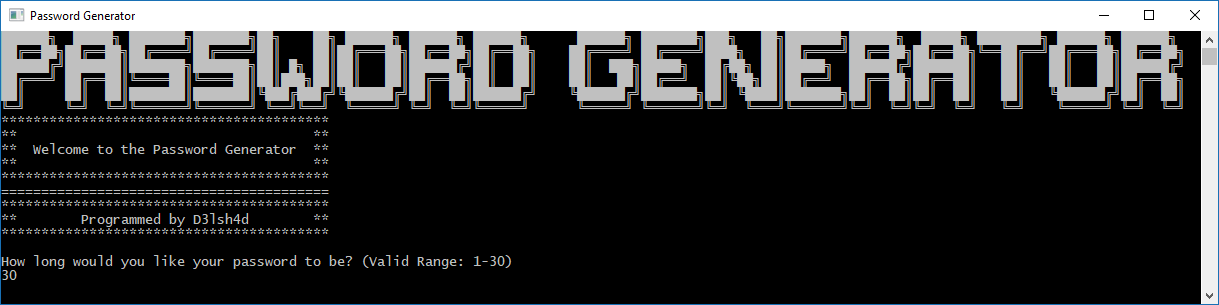 Password Generator
PASSWORD GENERATOR
*****************************************
**                                     **
**  Welcome to the Password Generator  **
**                                     **
*****************************************
=========================================
*****************************************
**        Programmed by D3lsh4d        **
*****************************************
How long would you like your password to be? (Valid Range: 1-30)
30